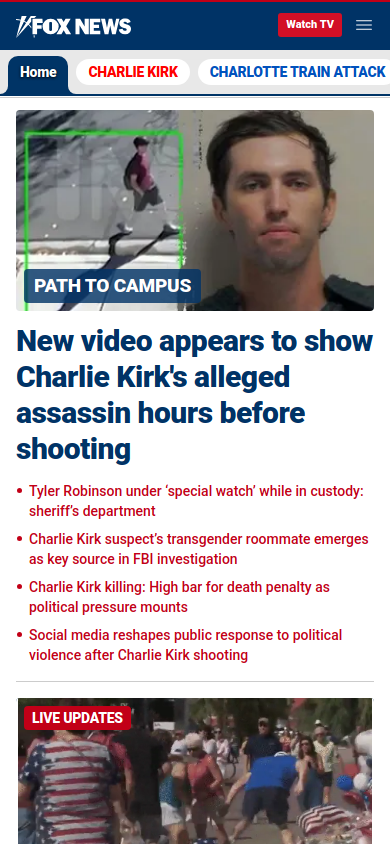 FOX NEWS
Watch TV
Home
CHARLIE KIRK
CHARLOTTE TRAIN ATTACK
PATH TO CAMPUS
New video appears to show
Charlie Kirk's alleged
assassin hours before
shooting
Tyler Robinson under ‘special watch’ while in custody:
sheriff’s department
Charlie Kirk suspect’s transgender roommate emerges
as key source in FBI investigation
Charlie Kirk killing: High bar for death penalty as
political pressure mounts
Social media reshapes public response to political
violence after Charlie Kirk shooting
LIVE UPDATES